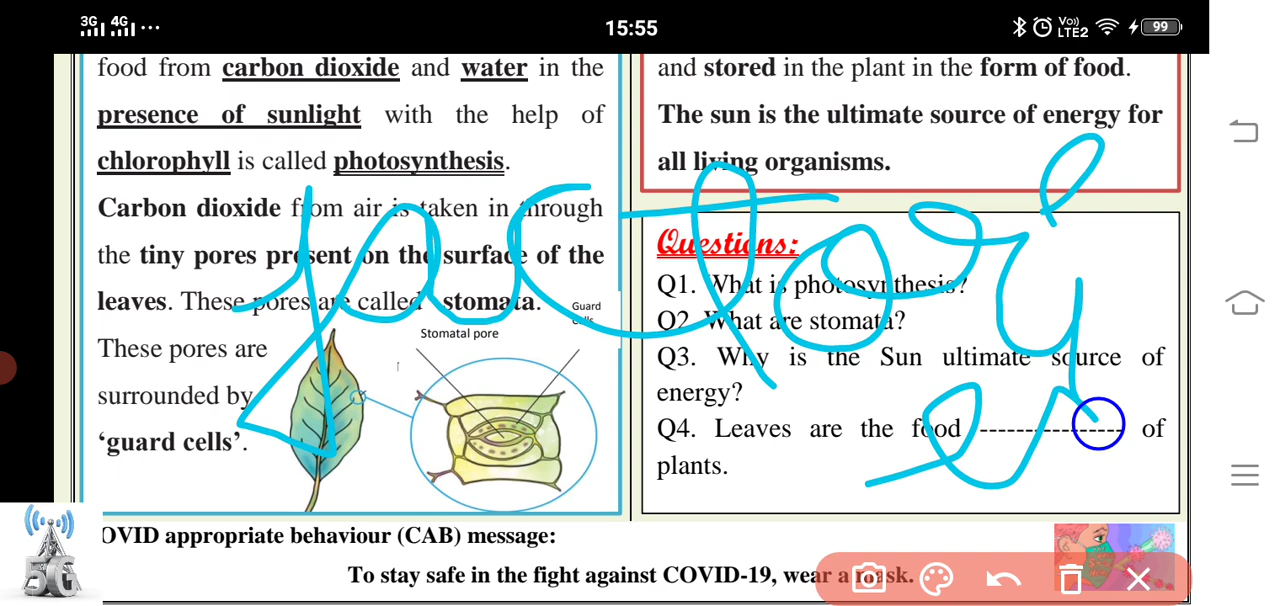 3G 4G ... 15:55 Vo)) LTE2 99
food from carbon dioxide and water in the
presence of sunlight with the help of
chlorophyll is called photosynthesis.
Carbon dioxide from air is taken in through
the tiny pores present on the surface of the
leaves. These pores are called stomata.
These pores are
surrounded by
‘guard cells’.
Stomatal pore
Guard
cells
and stored in the plant in the form of food.
The sun is the ultimate source of energy for
all living organisms.
Questions:
Q1. What is photosynthesis?
Q2. What are stomata?
Q3. Why is the Sun ultimate source of
energy?
Q4. Leaves are the food ---------------- of
plants.
factori
es
OVID appropriate behaviour (CAB) message:
To stay safe in the fight against COVID-19, wear a mask.
5G